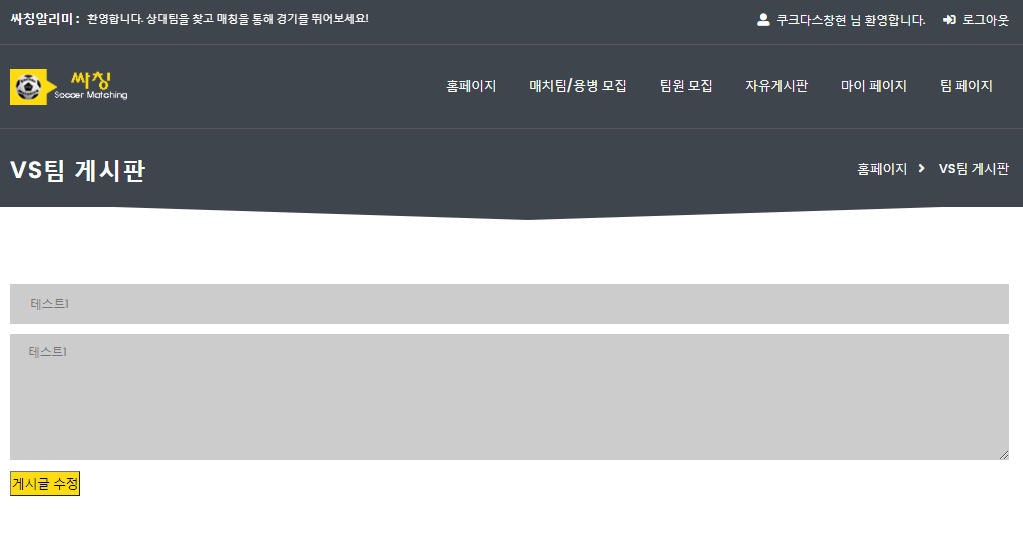 싸칭알리미 : 환영합니다. 상대팀을 찾고 매칭을 통해 경기를 뛰어보세요!
쿠크다스창현 님 환영합니다. 로그아웃
싸칭
Soccer Matching
홈페이지 매치팀/용병 모집 팀원 모집 자유게시판 마이 페이지 팀 페이지
VS팀 게시판
홈페이지 > VS팀 게시판
테스트1
테스트1
게시글 수정